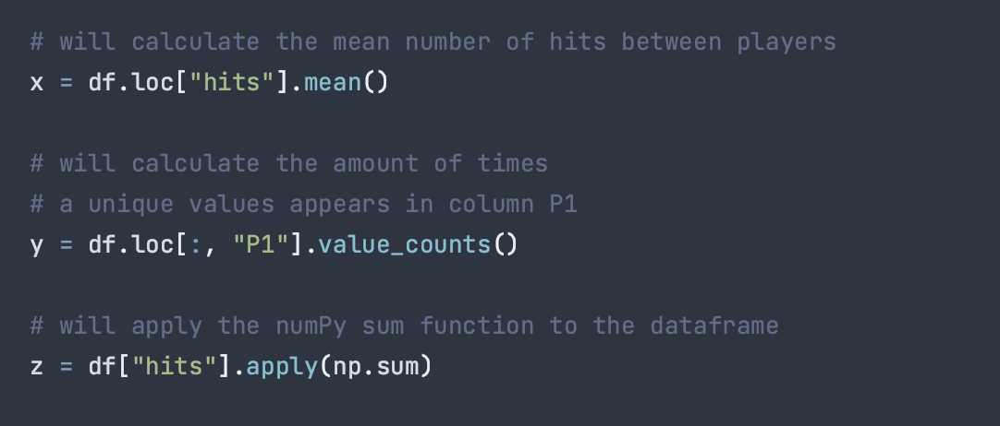 # will calculate the mean number of hits between players
x = df.loc["hits"].mean()
# will calculate the amount of times
# a unique values appears in column P1
y = df.loc[:, "P1"].value_counts()
# will apply the numPy sum function to the dataframe
z = df["hits"].apply(np.sum)